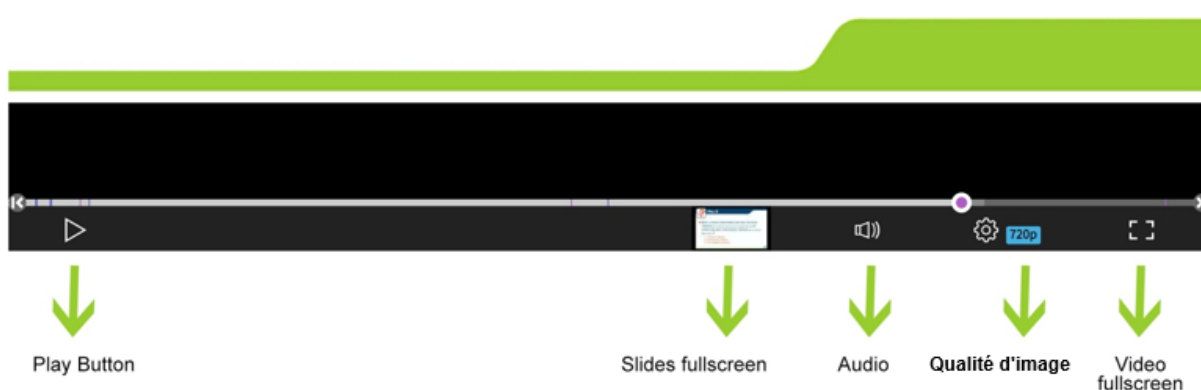 720p
Play Button
Slides fullscreen
Audio
Qualité d'image
Video
fullscreen